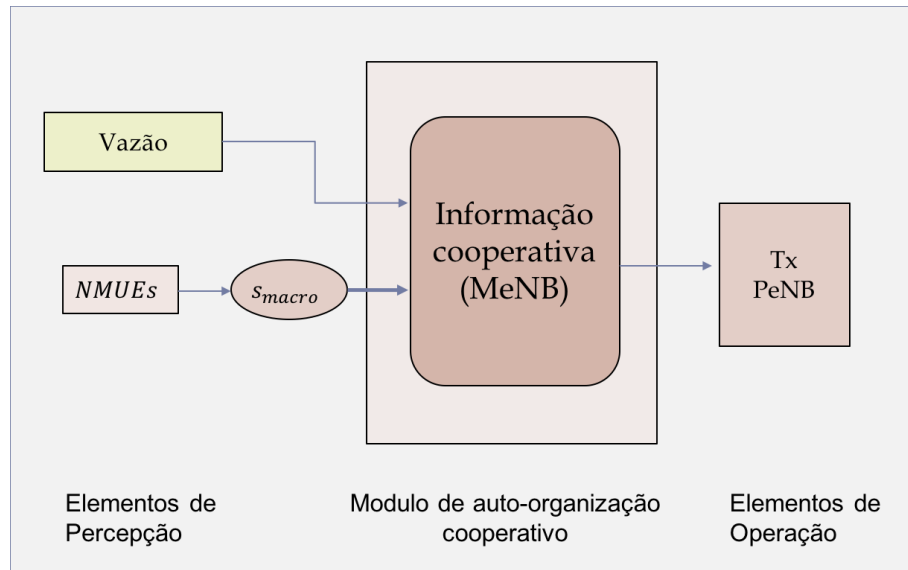 Vazão
NMUEs
s_macro
Informação
cooperativa
(MeNB)
Tx
PeNB
Elementos de
Percepção
Modulo de auto-organização
cooperativo
Elementos de
Operação